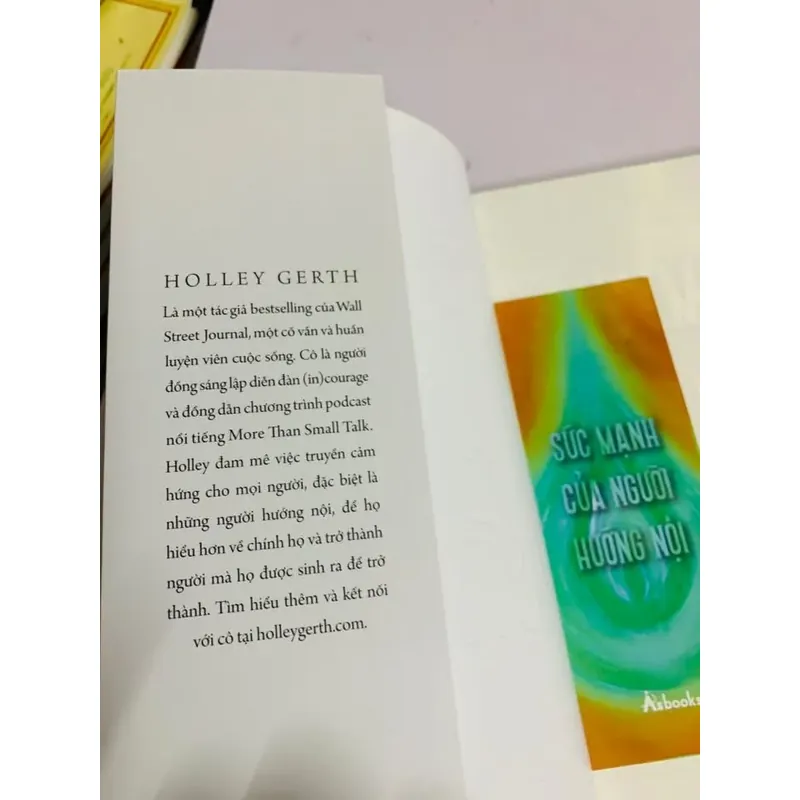 HOLLEY GERTH
Là một tác giả bestselling của Wall
Street Journal, một cố vấn và huấn
luyện viên cuộc sống. Cô là người
đồng sáng lập diễn đàn (in)courage
và đồng dẫn chương trình podcast
nổi tiếng More Than Small Talk.
Holley đam mê việc truyền cảm
hứng cho mọi người, đặc biệt là
những người hướng nội, để họ
hiểu hơn về chính họ và trở thành
người mà họ được sinh ra để trở
thành. Tìm hiểu thêm và kết nối
với cô tại holleygerth.com.
SỨC MẠNH
CỦA NGƯỜI
HƯỚNG NỘI
Azbooks